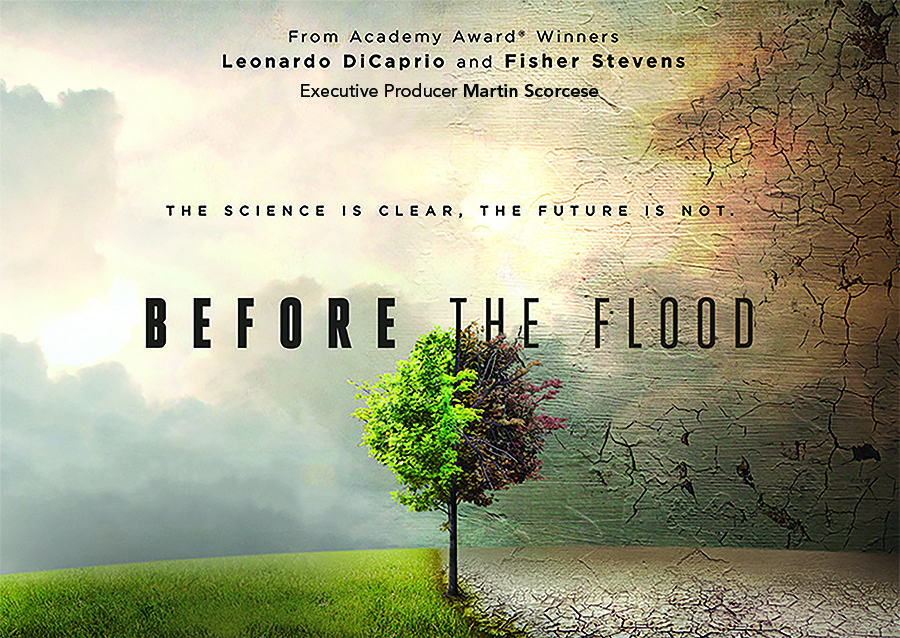 From Academy Award® Winners
Leonardo DiCaprio and Fisher Stevens
Executive Producer Martin Scorcese
THE SCIENCE IS CLEAR, THE FUTURE IS NOT.
BEFORE THE FLOOD